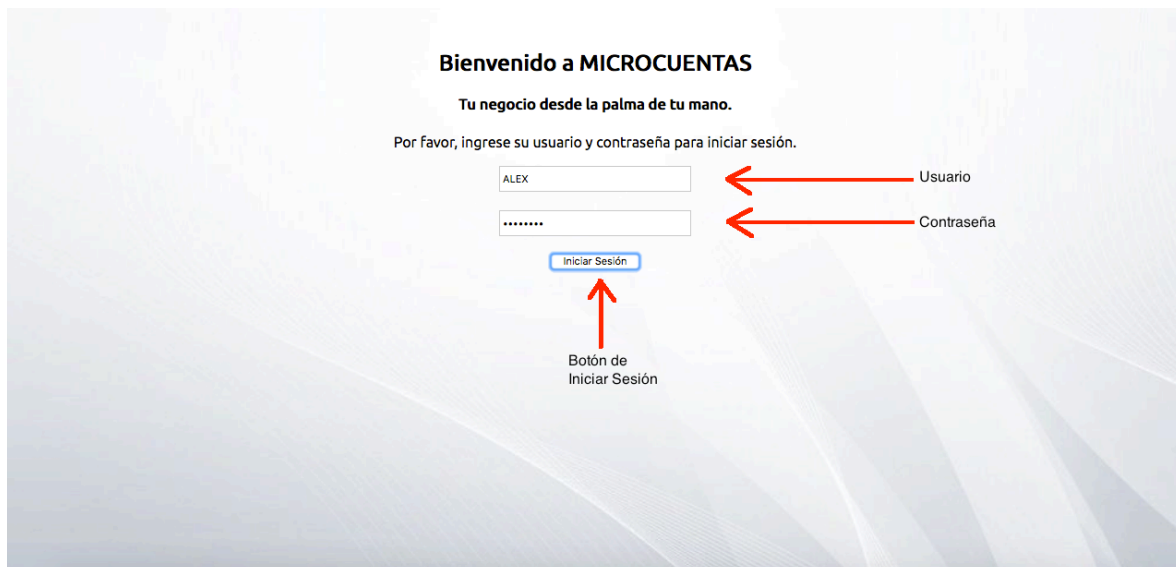 Bienvenido a MICROCUENTAS
Tu negocio desde la palma de tu mano.
Por favor, ingrese su usuario y contraseña para iniciar sesión.
ALEX
Usuario
••••••••
Contraseña
Iniciar Sesión
Botón de
Iniciar Sesión